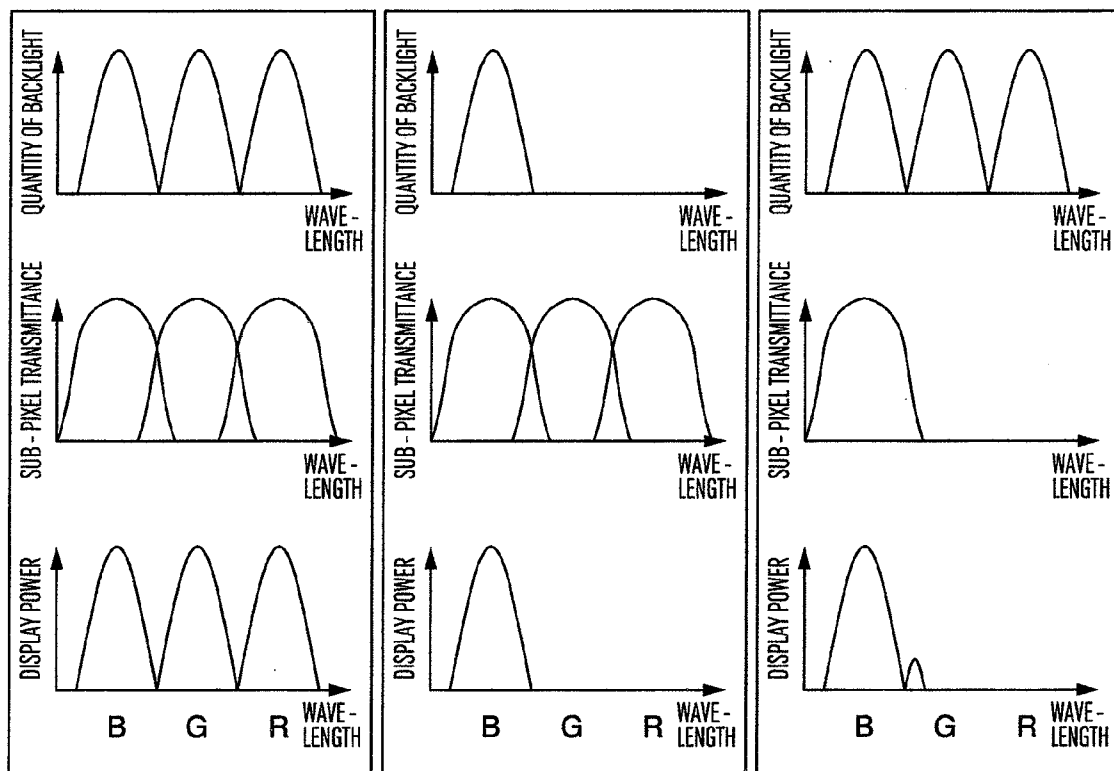 QUANTITY OF BACKLIGHT
WAVE -
LENGTH
SUB - PIXEL TRANSMITTANCE
WAVE -
LENGTH
DISPLAY POWER
B G R
WAVE -
LENGTH
QUANTITY OF BACKLIGHT
WAVE -
LENGTH
SUB - PIXEL TRANSMITTANCE
WAVE -
LENGTH
DISPLAY POWER
B G R
WAVE -
LENGTH
QUANTITY OF BACKLIGHT
WAVE -
LENGTH
SUB - PIXEL TRANSMITTANCE
WAVE -
LENGTH
DISPLAY POWER
B G R
WAVE -
LENGTH